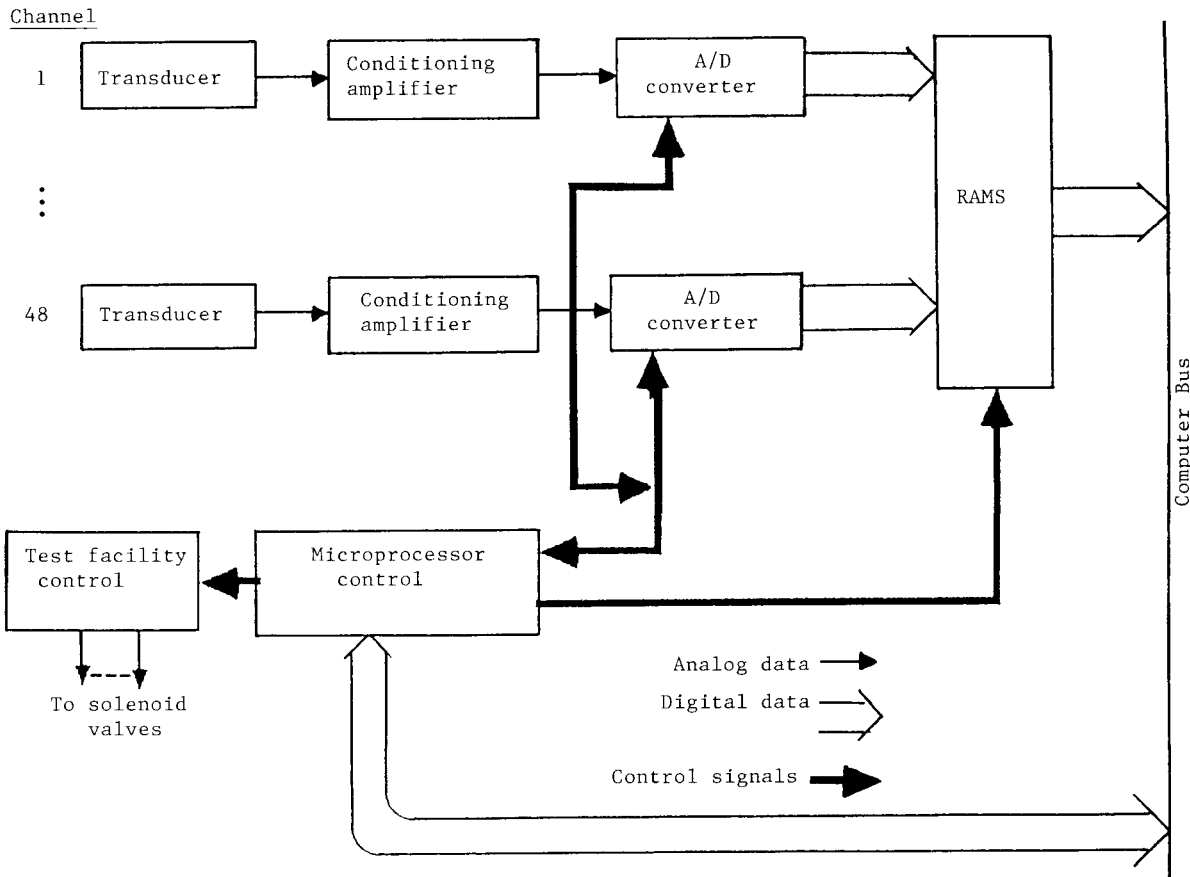 Channel
1
Transducer
Conditioning
amplifier
A/D
converter
RAMS
48
Transducer
Conditioning
amplifier
A/D
converter
Computer Bus
Test facility
control
Microprocessor
control
To solenoid
valves
Analog data
Digital data
Control signals